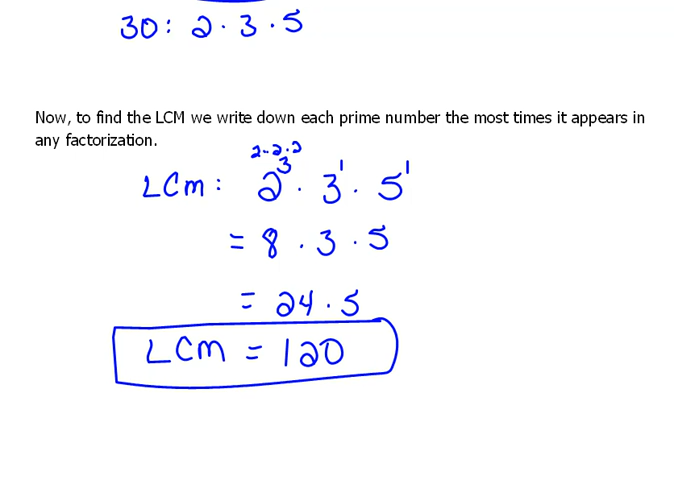 30: 2 · 3 · 5
Now, to find the LCM we write down each prime number the most times it appears in
any factorization.
2·2·2
LCm: 2³ · 3¹ · 5¹
= 8 · 3 · 5
= 24 · 5
LCm = 120